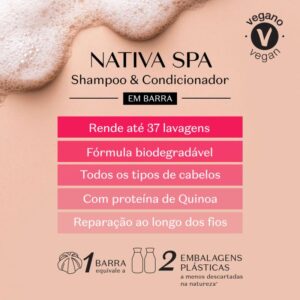 vegano
V
vegan
NATIVA SPA
Shampoo & Condicionador
EM BARRA
Rende até 37 lavagens
Fórmula biodegradável
Todos os tipos de cabelos
Com proteína de Quinoa
Reparação ao longo dos fios
1 BARRA
equivale a
2 EMBALAGENS
PLÁSTICAS
a menos descartadas
na natureza*